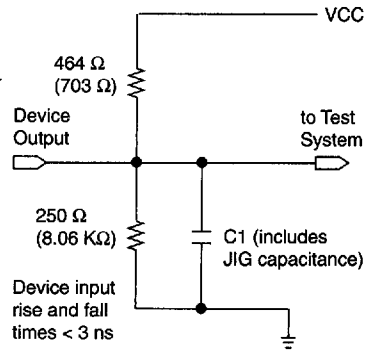 VCC
464 Ω
(703 Ω)
Device
Output
to Test
System
250 Ω
(8.06 KΩ)
C1 (includes
JIG capacitance)
Device input
rise and fall
times < 3 ns